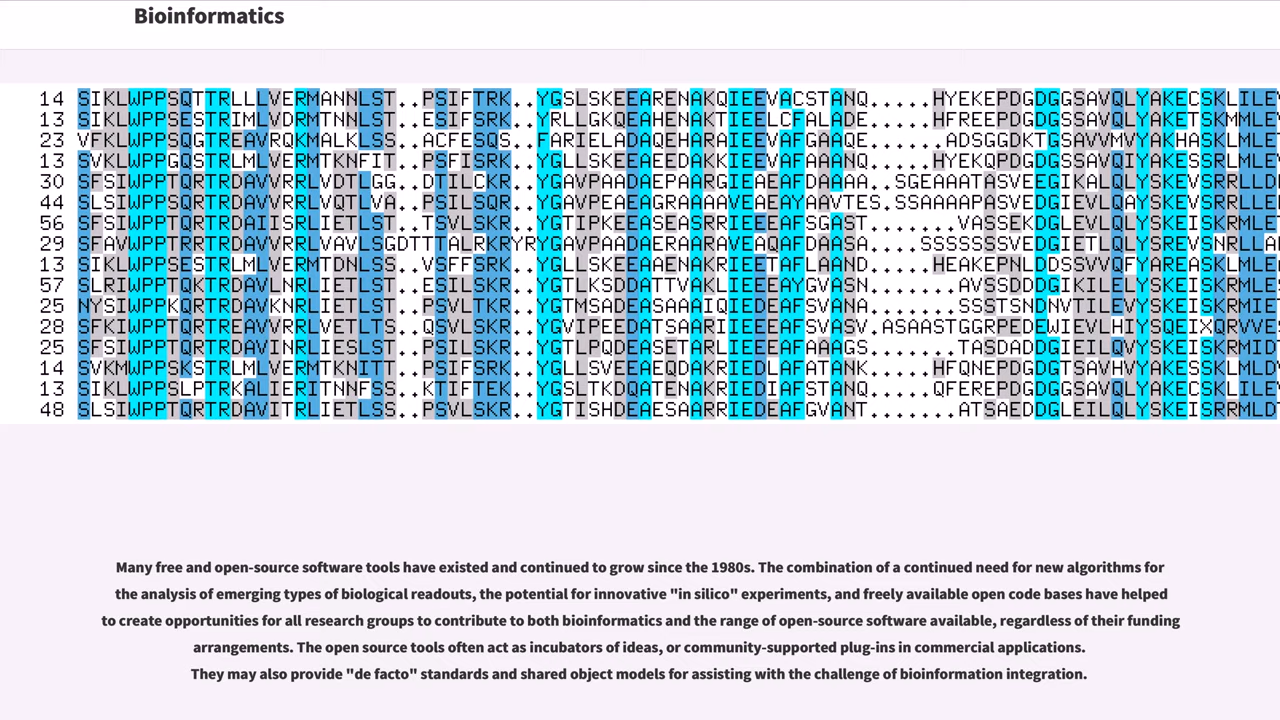 Bioinformatics
14 SIKLWPPSQTTRLLLVERMANNLST..PSIFTRK..YGSLSKEEARENAKQIEEVACSTANQ.....HYEKEPDGDGGSAVQLYAKECSKLILE
13 SIKLWPPSESTRIMLVDRMTNNLST..ESIFSRK..YRLLGKQEAHENAKTIEELCFALADE.....HFREEPDGDGSSAVQLYAKETSKMMLE
23 VFKLWPPSQGTREAVRQKMALKLSS..ACFESQS..FARIELADAQEHARAIEEVAFGAAQE......ADSGGDKTGSAVVMVYAKHASKLMLE
13 SVKLWPPGQSTRLMLVERMTKNFIT..PSFISRK..YGLLSKEEAEEDAKKIEEVAFAAANQ.....HYEKQPDGDGSSAVQIYAKESSRLMLE
30 SFSIWPPTQRTRDAVVRRLVDTLGG..DTILCKR..YGAVPAADAEPAARGIEAEAFDAAAA..SGEAAATASVEEGIKALQLYSKEVSRRLLD
44 SLSIWPPSQRTRDAVVRRLVQTLVA..PSILSQR..YGAVPEAEAGRAAAAVEAEAYAAVTES.SSAAAAPASVEDGIEVLQAYSKEVSRRLLE
56 SFSIWPPTQRTRDAIISRLIETLST..TSVLSKR..YGTIPKEEASEASRRIEEEAFSGAST.......VASSEKDGLEVLQLYSKEISKRMLE
29 SFAVWPPTRRTRDAVVRRLVAVLSGDTTTALRKRYRYGAVPAADAERAARAVEAQAFDAASA....SSSSSSSVEDGIETLQLYSREVSNRLLA
13 SIKLWPPSESTRLMLVERMTDNLSS..VSFFSRK..YGLLSKEEAAENAKRIEETAFLAAND.....HEAKEPNLDDSSVVQFYAREASKLMLE
57 SLRIWPPTQKTRDAVLNRLIETLST..ESILSKR..YGTLKSDDATTVAKLIEEEAYGVASN.......AVSSDDDGIKILELYSKEISKRMLE
25 NYSIWPPKQRTRDAVKNRLIETLST..PSVLTKR..YGTMSADEASAAAIQIEDEAFSVANA.......SSSTSNDNVTILEVYSKEISKRMIE
28 SFKIWPPTQRTREAVVRRLVETLTS..QSVLSKR..YGVIPEEDATSAARIIEEEAFSVASV.ASAASTGGRPEDEWIEVLHIYSQEIXQRVVE
25 SFSIWPPTQRTRDAVINRLIESLST..PSILSKR..YGTLPQDEASETARLIEEEAFAAAGS.......TASDADDGIEILQVYSKEISKRMID
14 SVKMWPPSKSTRLMLVERMTKNITT..PSIFSRK..YGLLSVEEAEQDAKRIEDLAFATANK.....HFQNEPDGDGTSAVHVYAKESSKLMLD
13 SIKLWPPSLPTRKALIERITNNFSS..KTIFTEK..YGSLTKDQATENAKRIEDIAFSTANQ.....QFEREPDGDGGSAVQLYAKECSKLILE
48 SLSIWPPTQRTRDAVITRLIETLSS..PSVLSKR..YGTISHDEAESAARRIEDEAFGVANT.......ATSAEDDGLEILQLYSKEISRRMLD
Many free and open-source software tools have existed and continued to grow since the 1980s. The combination of a continued need for new algorithms for
the analysis of emerging types of biological readouts, the potential for innovative "in silico" experiments, and freely available open code bases have helped
to create opportunities for all research groups to contribute to both bioinformatics and the range of open-source software available, regardless of their funding
arrangements. The open source tools often act as incubators of ideas, or community-supported plug-ins in commercial applications.
They may also provide "de facto" standards and shared object models for assisting with the challenge of bioinformation integration.